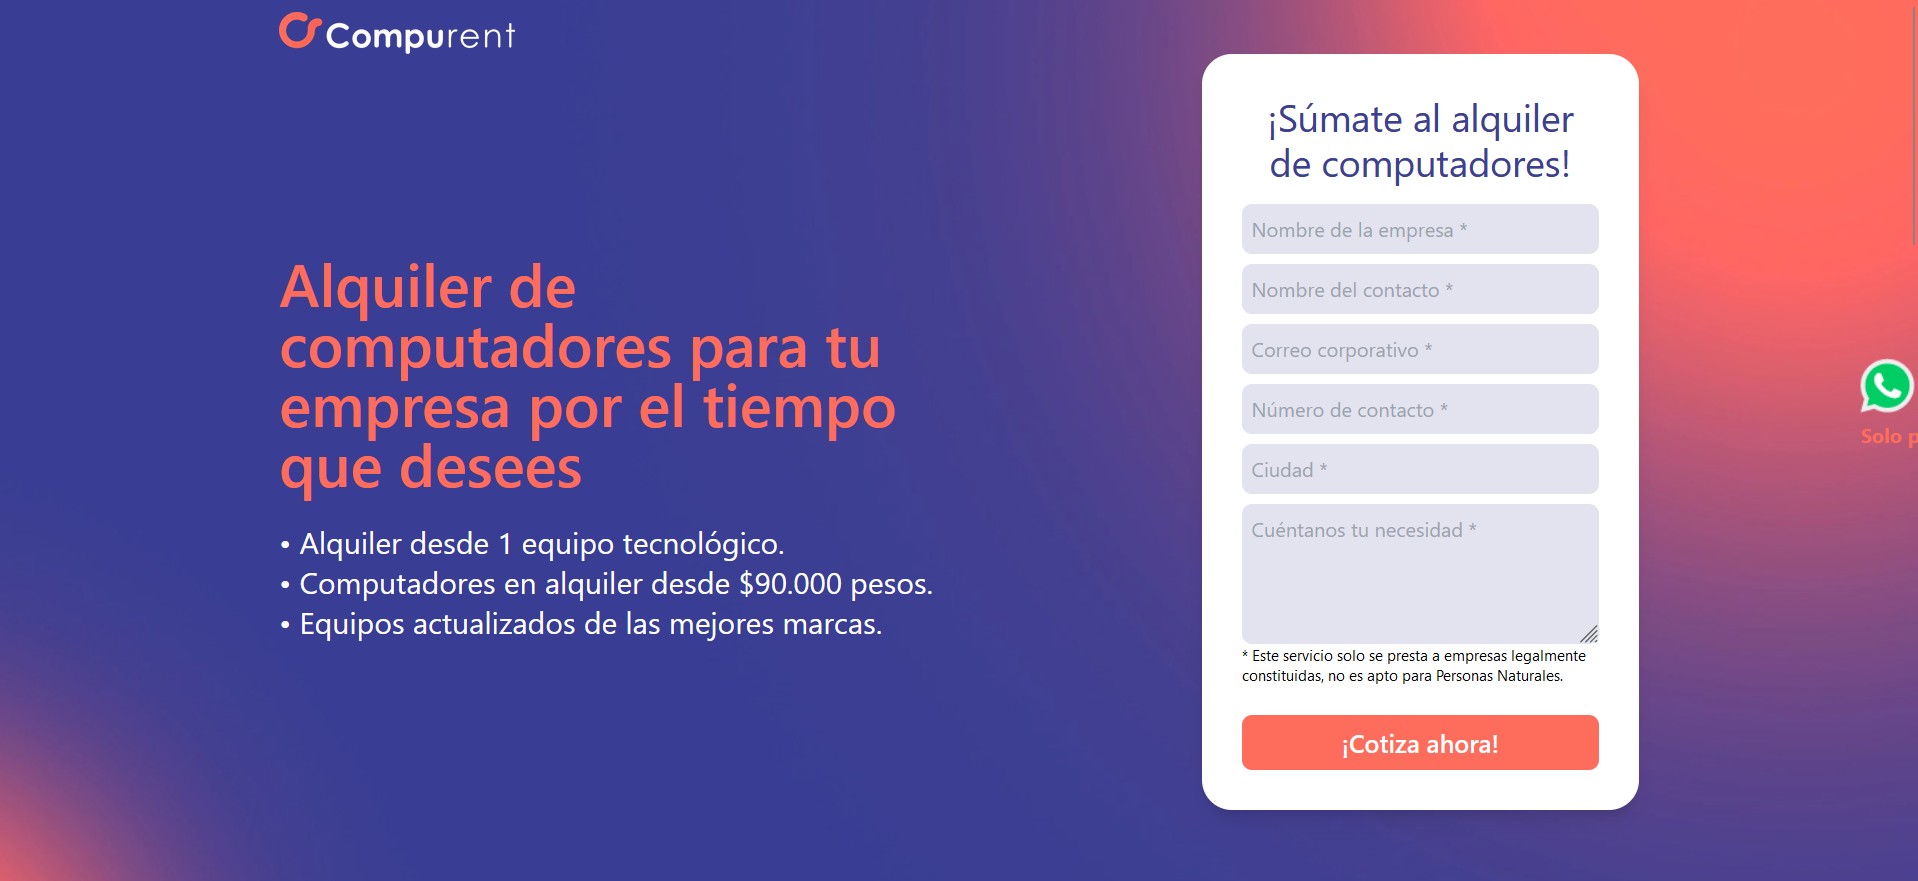 Compurent
Alquiler de
computadores para tu
empresa por el tiempo
que desees
• Alquiler desde 1 equipo tecnológico.
• Computadores en alquiler desde $90.000 pesos.
• Equipos actualizados de las mejores marcas.
¡Súmate al alquiler
de computadores!
Nombre de la empresa *
Nombre del contacto *
Correo corporativo *
Número de contacto *
Ciudad *
Cuéntanos tu necesidad *
* Este servicio solo se presta a empresas legalmente
constituidas, no es apto para Personas Naturales.
¡Cotiza ahora!
Solo p